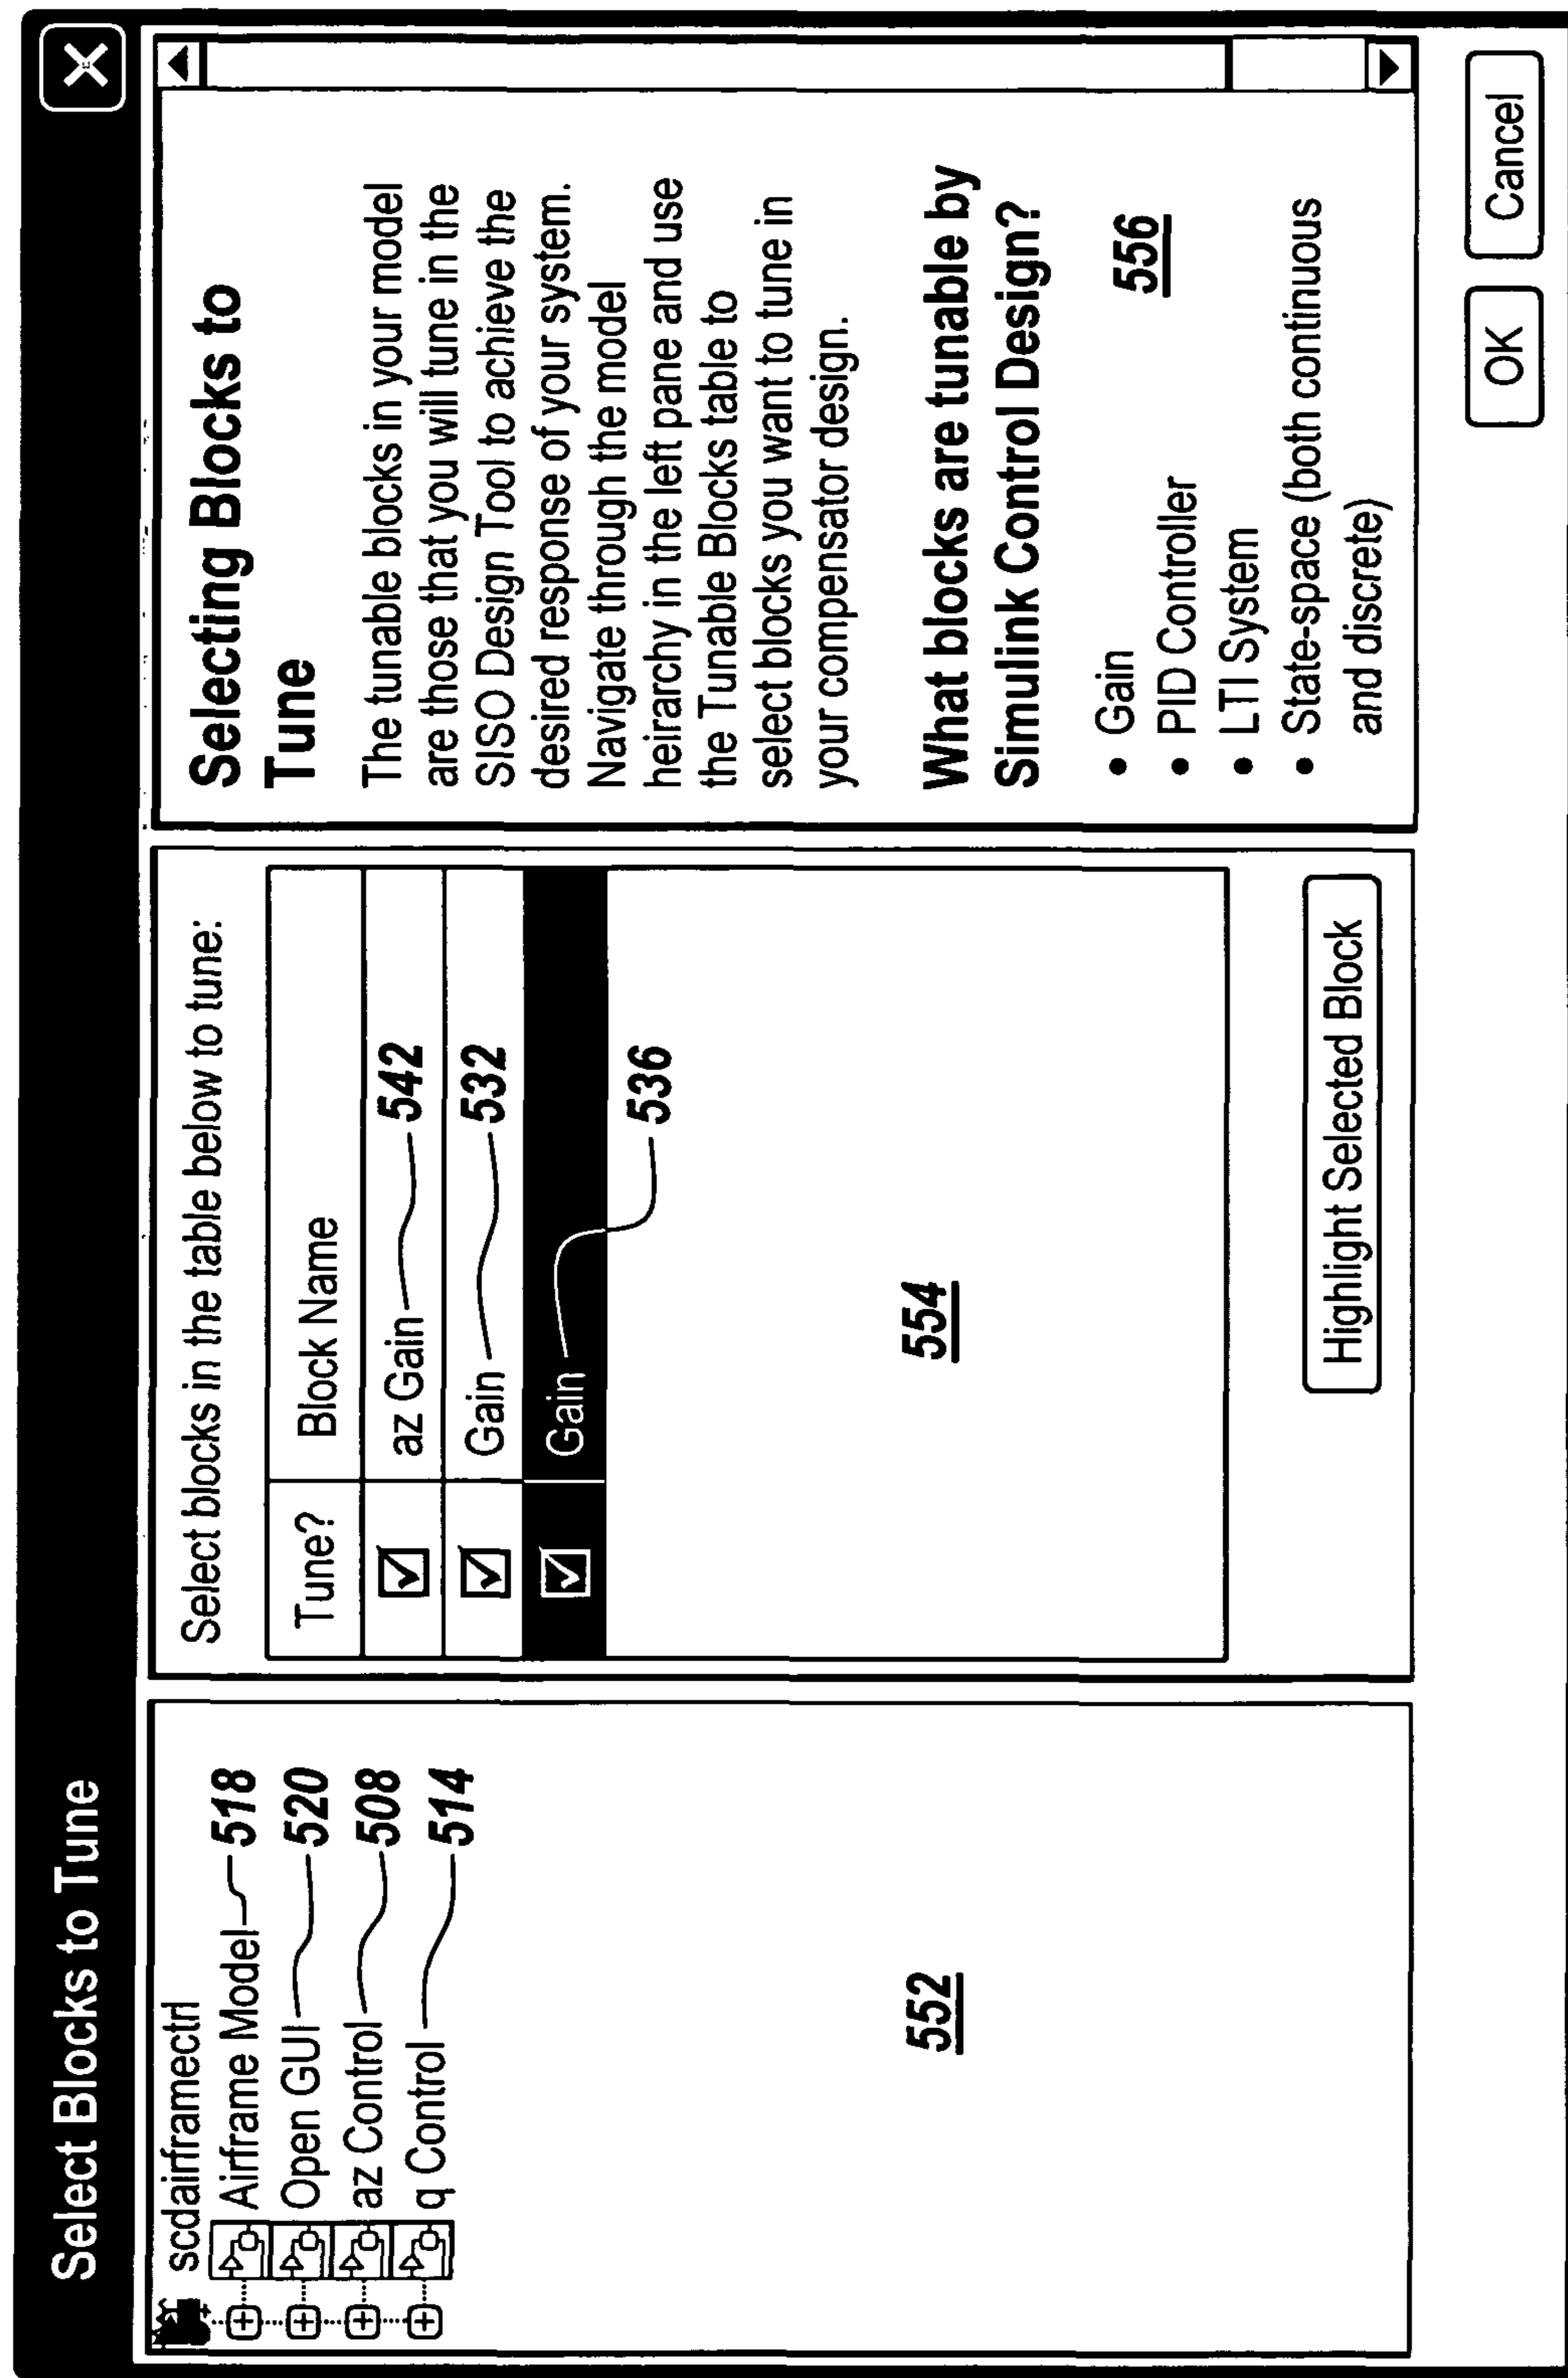 Select Blocks to Tune
scdairframectrl
Airframe Model 518
Open GUI 520
az Control 508
q Control 514
552
Select blocks in the table below to tune:
Tune? Block Name
az Gain 542
Gain 532
Gain
536
554
Highlight Selected Block
Selecting Blocks to
Tune
The tunable blocks in your model
are those that you will tune in the
SISO Design Tool to achieve the
desired response of your system.
Navigate through the model
heirarchy in the left pane and use
the Tunable Blocks table to
select blocks you want to tune in
your compensator design.
What blocks are tunable by
Simulink Control Design?
• Gain
556
• PID Controller
• LTI System
• State-space (both continuous
and discrete)
OK Cancel